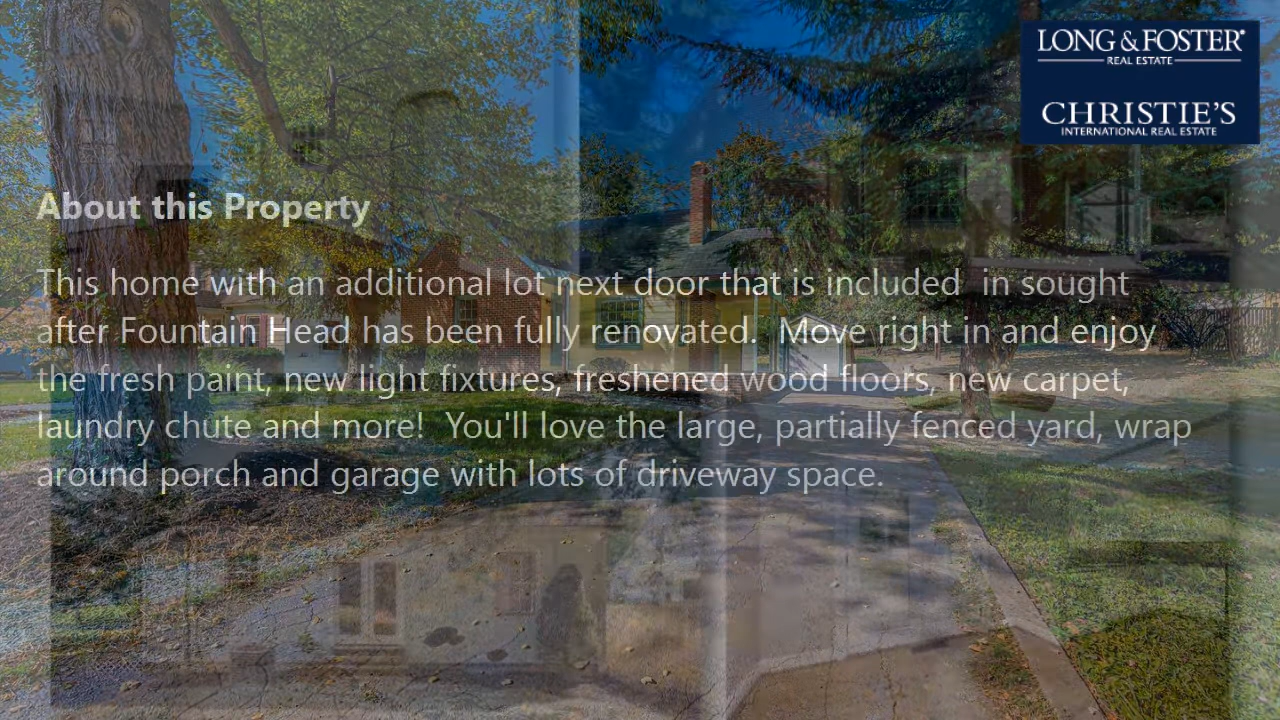 LONG & FOSTER®
REAL ESTATE
CHRISTIE'S
INTERNATIONAL REAL ESTATE
About this Property
This home with an additional lot next door that is included  in sought
after Fountain Head has been fully renovated.  Move right in and enjoy
the fresh paint, new light fixtures, freshened wood floors, new carpet,
laundry chute and more!  You'll love the large, partially fenced yard, wrap
around porch and garage with lots of driveway space.